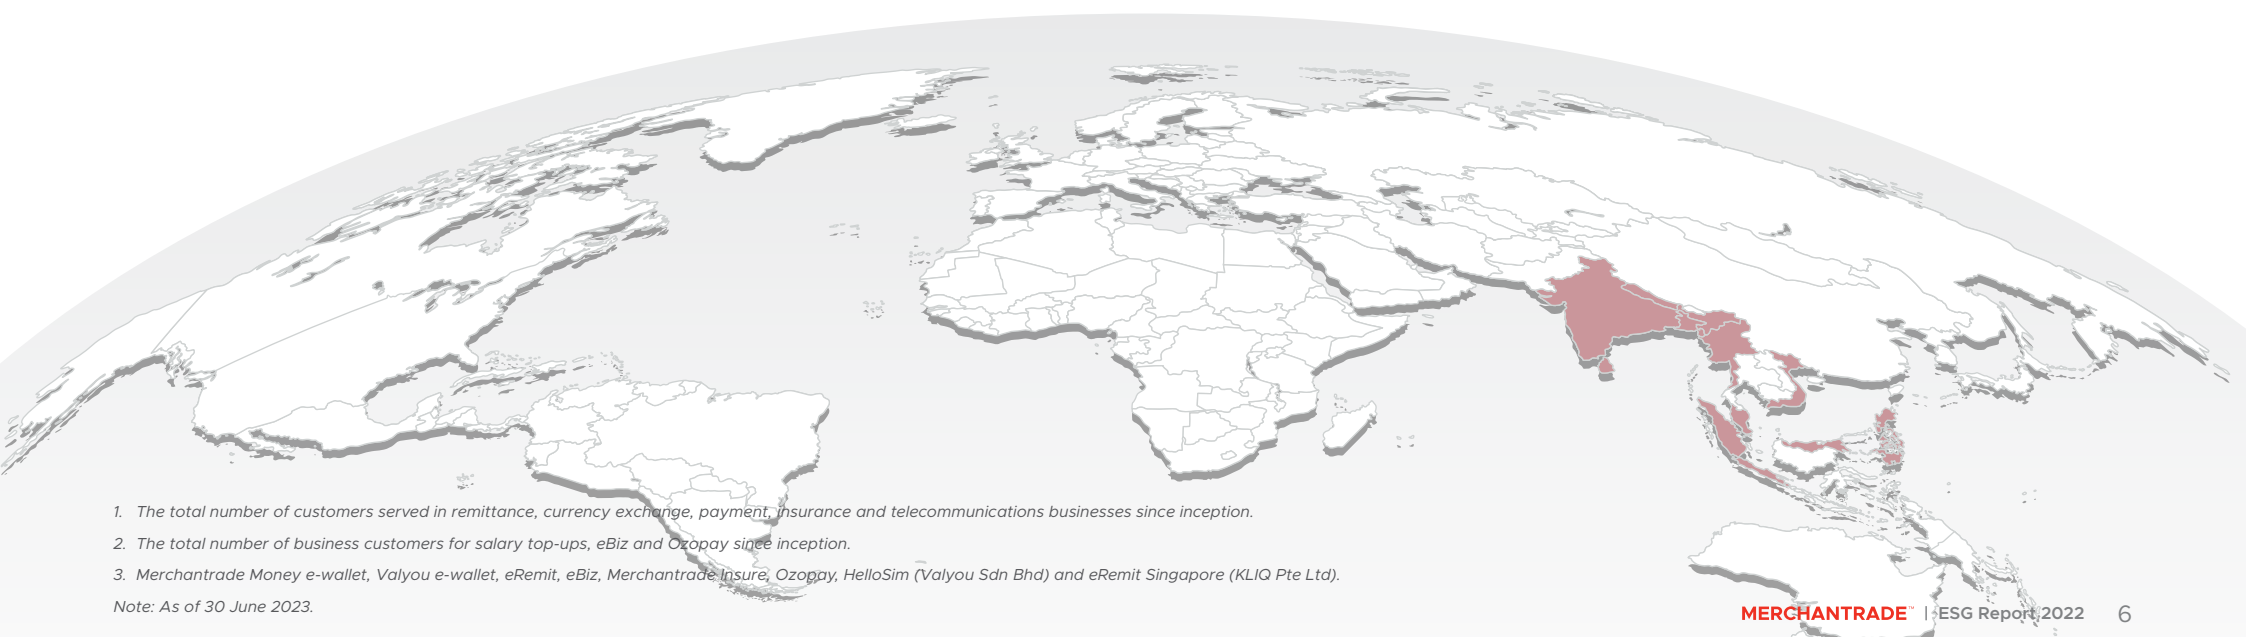 1. The total number of customers served in remittance, currency exchange, payment, insurance and telecommunications businesses since inception.
2. The total number of business customers for salary top-ups, eBiz and Ozopay since inception.
3. Merchantrade Money e-wallet, Valyou e-wallet, eRemit, eBiz, Merchantrade Insure, Ozopay, HelloSim (Valyou Sdn Bhd) and eRemit Singapore (KLIQ Pte Ltd).
Note: As of 30 June 2023.
MERCHANTRADE™ | ESG Report 2022 6